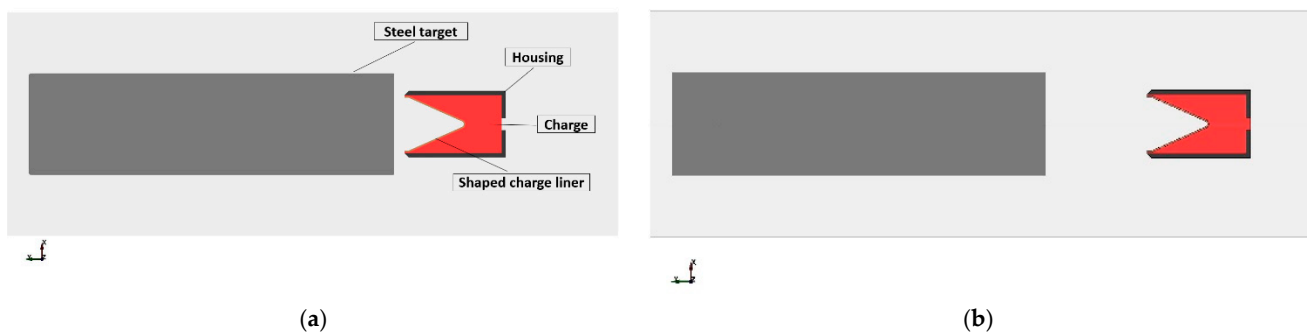 Steel target
Housing
Charge
Shaped charge liner
X
Y
Z
X
Y
Z
(a)
(b)